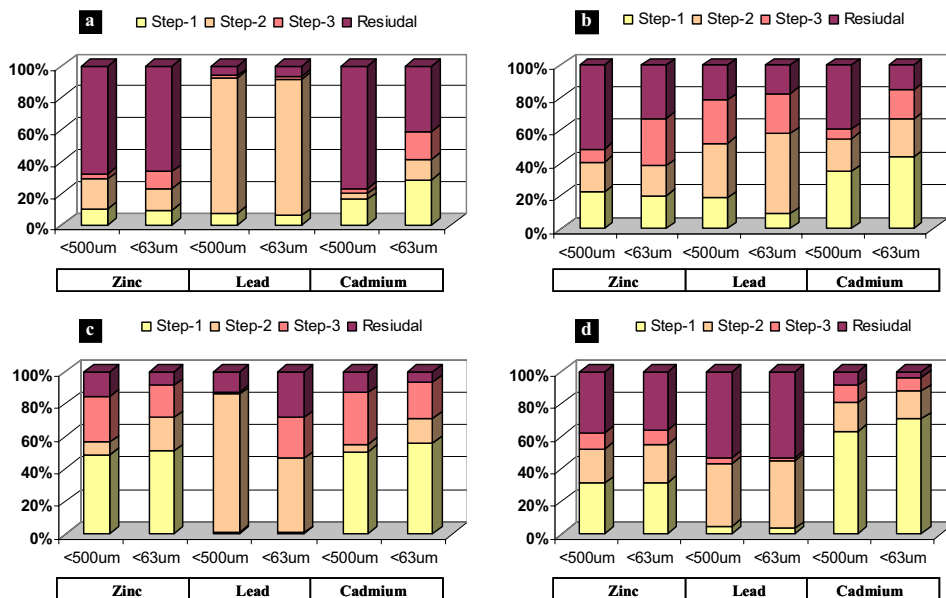 a
Step-1 Step-2 Step-3 Resiudal
100%
80%
60%
40%
20%
0%
<500um <63um <500um <63um <500um <63um
Zinc Lead Cadmium
b
Step-1 Step-2 Step-3 Resiudal
100%
80%
60%
40%
20%
0%
<500um <63um <500um <63um <500um <63um
Zinc Lead Cadmium
c
Step-1 Step-2 Step-3 Resiudal
100%
80%
60%
40%
20%
0%
<500um <63um <500um <63um <500um <63um
Zinc Lead Cadmium
d
Step-1 Step-2 Step-3 Resiudal
100%
80%
60%
40%
20%
0%
<500um <63um <500um <63um <500um <63um
Zinc Lead Cadmium